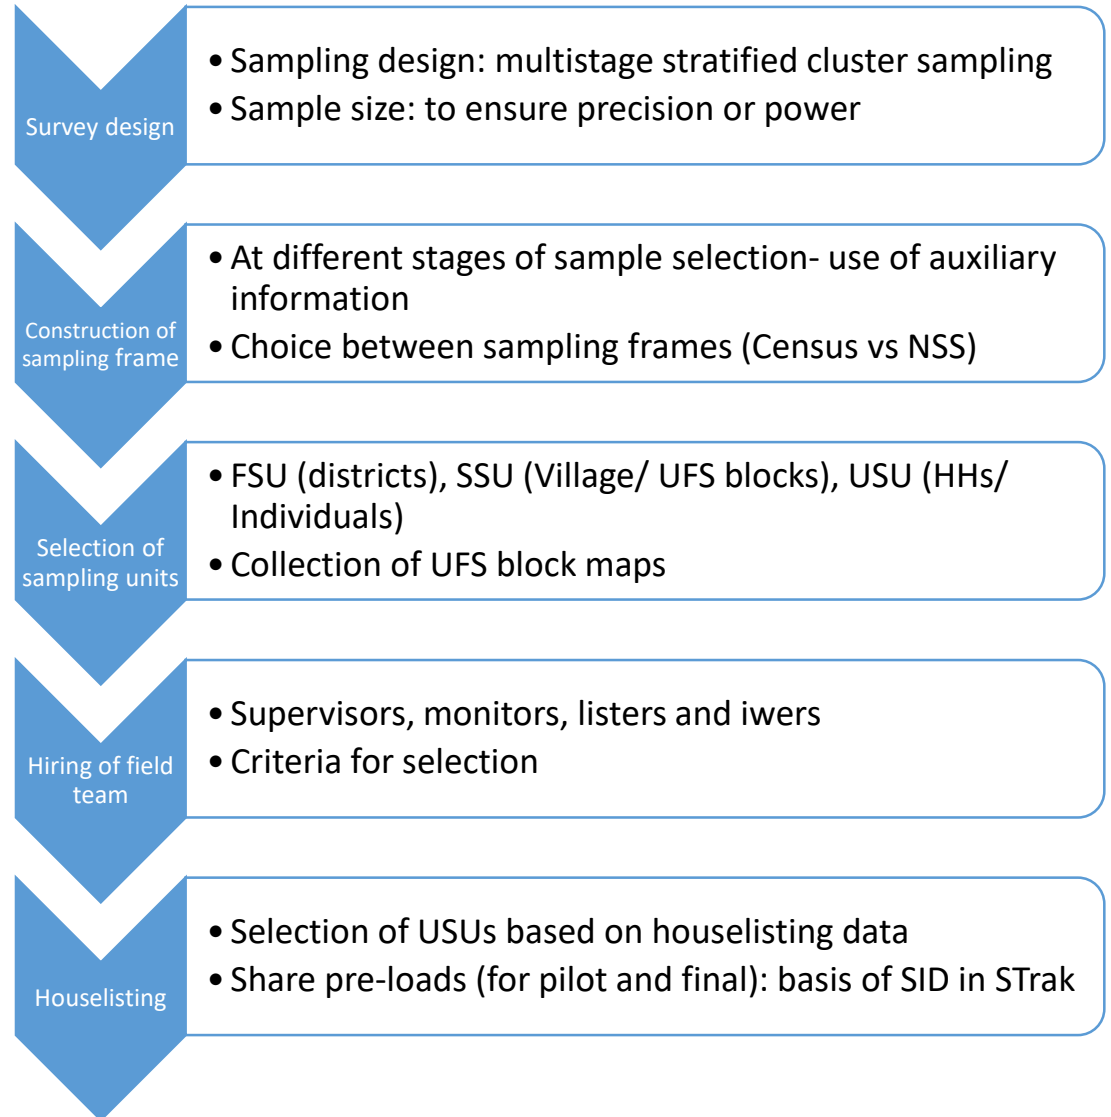 Survey design
• Sampling design: multistage stratified cluster sampling
• Sample size: to ensure precision or power
Construction of
sampling frame
• At different stages of sample selection- use of auxiliary
information
• Choice between sampling frames (Census vs NSS)
Selection of
sampling units
• FSU (districts), SSU (Village/ UFS blocks), USU (HHs/
Individuals)
• Collection of UFS block maps
Hiring of field
team
• Supervisors, monitors, listers and iwers
• Criteria for selection
Houselisting
• Selection of USUs based on houselisting data
• Share pre-loads (for pilot and final): basis of SID in STrak